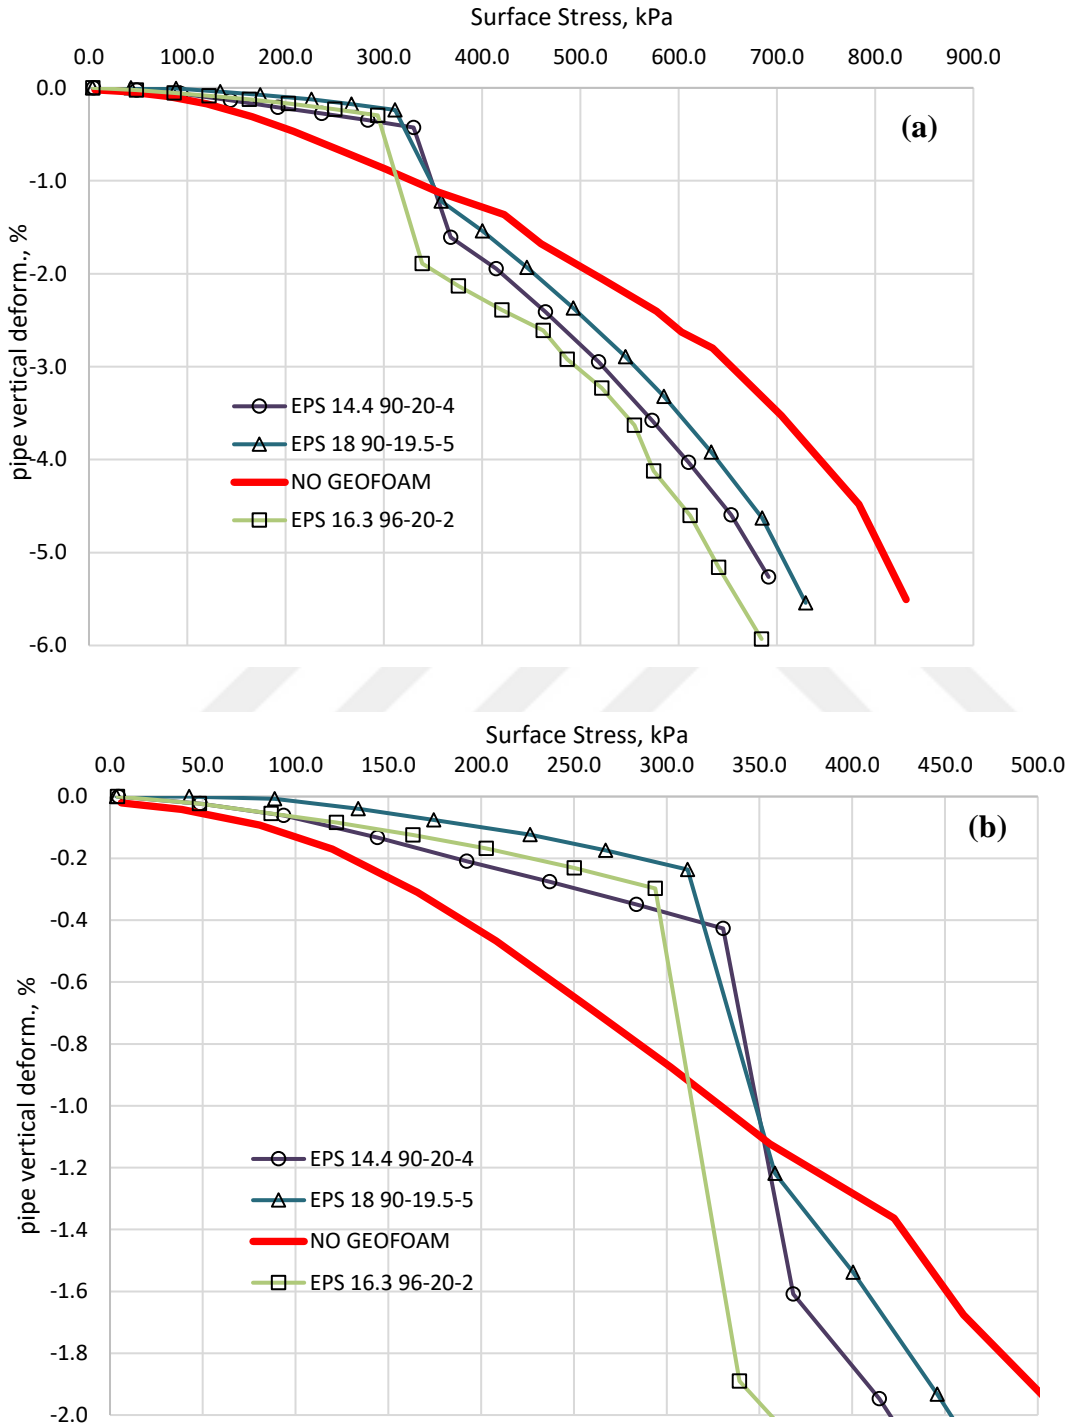 Surface Stress, kPa
0.0 100.0 200.0 300.0 400.0 500.0 600.0 700.0 800.0 900.0
0.0
(a)
-1.0
pipe vertical deform., %
-2.0
-3.0
EPS 14.4 90-20-4
-4.0
EPS 18 90-19.5-5
NO GEOFOAM
EPS 16.3 96-20-2
-5.0
-6.0
Surface Stress, kPa
0.0 50.0 100.0 150.0 200.0 250.0 300.0 350.0 400.0 450.0 500.0
0.0
(b)
-0.2
-0.4
-0.6
pipe vertical deform., %
-0.8
-1.0
EPS 14.4 90-20-4
-1.2
EPS 18 90-19.5-5
NO GEOFOAM
-1.4
EPS 16.3 96-20-2
-1.6
-1.8
-2.0